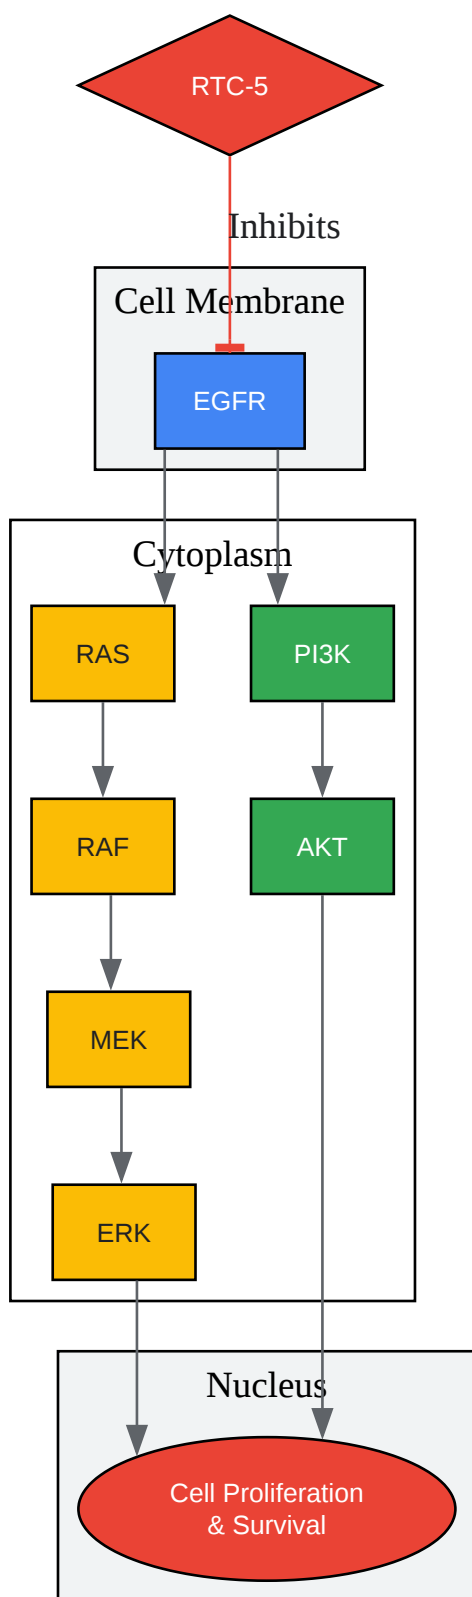 RTC-5
Inhibits
Cell Membrane
EGFR
Cytoplasm
RAS
PI3K
RAF
AKT
MEK
ERK
Nucleus
Cell Proliferation
& Survival